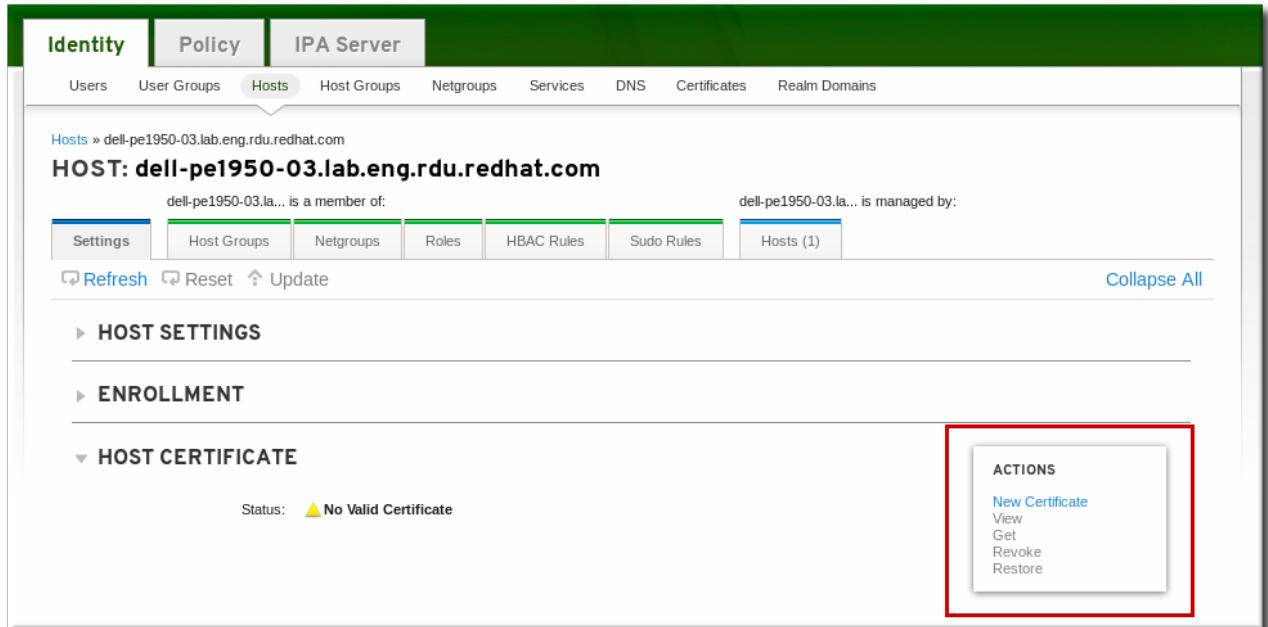 Identity Policy IPA Server
Users User Groups Hosts Host Groups Netgroups Services DNS Certificates Realm Domains
Hosts » dell-pe1950-03.lab.eng.rdu.redhat.com
HOST: dell-pe1950-03.lab.eng.rdu.redhat.com
dell-pe1950-03.la... is a member of: dell-pe1950-03.la... is managed by:
Settings Host Groups Netgroups Roles HBAC Rules Sudo Rules Hosts (1)
Refresh Reset Update Collapse All
HOST SETTINGS
ENROLLMENT
HOST CERTIFICATE
Status: No Valid Certificate
ACTIONS
New Certificate
View
Get
Revoke
Restore